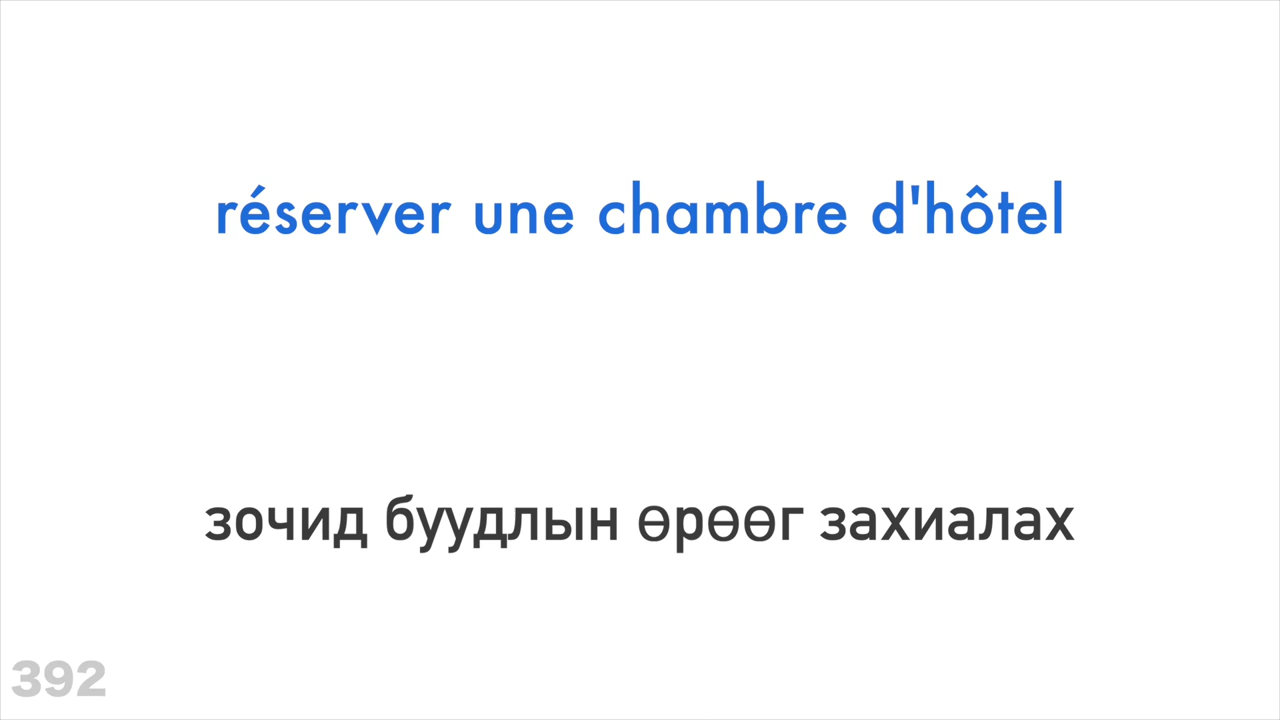 réserver une chambre d'hôtel
зочид буудлын өрөөг захиалах
392